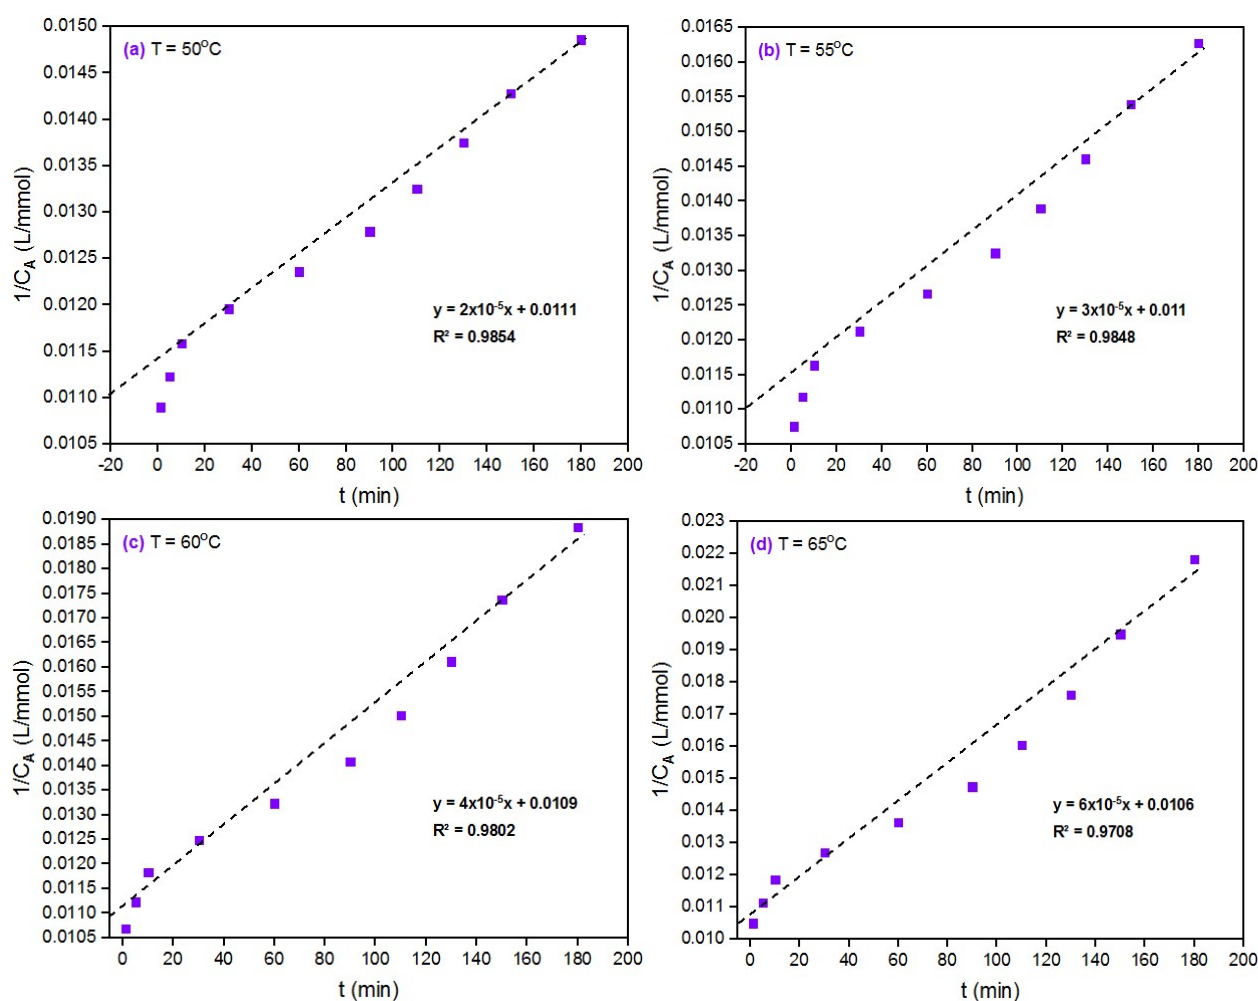 (a) T = 50°C
1/C_A (L/mmol)
0.0150
0.0145
0.0140
0.0135
0.0130
0.0125
0.0120
0.0115
0.0110
0.0105
y = 2x10⁻⁵x + 0.0111
R² = 0.9854
-20 0 20 40 60 80 100 120 140 160 180 200
t (min)
(b) T = 55°C
1/C_A (L/mmol)
0.0165
0.0160
0.0155
0.0150
0.0145
0.0140
0.0135
0.0130
0.0125
0.0120
0.0115
0.0110
0.0105
y = 3x10⁻⁵x + 0.011
R² = 0.9848
-20 0 20 40 60 80 100 120 140 160 180 200
t (min)
(c) T = 60°C
1/C_A (L/mmol)
0.0190
0.0185
0.0180
0.0175
0.0170
0.0165
0.0160
0.0155
0.0150
0.0145
0.0140
0.0135
0.0130
0.0125
0.0120
0.0115
0.0110
0.0105
y = 4x10⁻⁵x + 0.0109
R² = 0.9802
0 20 40 60 80 100 120 140 160 180 200
t (min)
(d) T = 65°C
1/C_A (L/mmol)
0.023
0.022
0.021
0.020
0.019
0.018
0.017
0.016
0.015
0.014
0.013
0.012
0.011
0.010
y = 6x10⁻⁵x + 0.0106
R² = 0.9708
0 20 40 60 80 100 120 140 160 180 200
t (min)